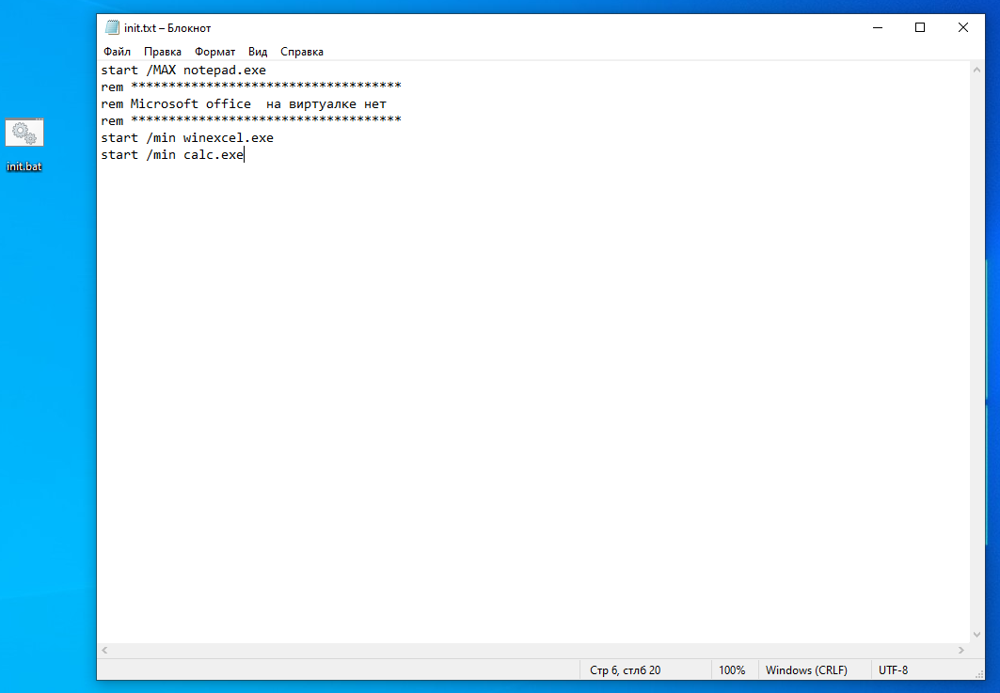 init.txt – Блокнот
Файл Правка Формат Вид Справка
start /MAX notepad.exe
rem ************************************
rem Microsoft office  на виртуалке нет
rem ************************************
start /min winexcel.exe
start /min calc.exe
init.bat
Стр 6, стлб 20 100% Windows (CRLF) UTF-8